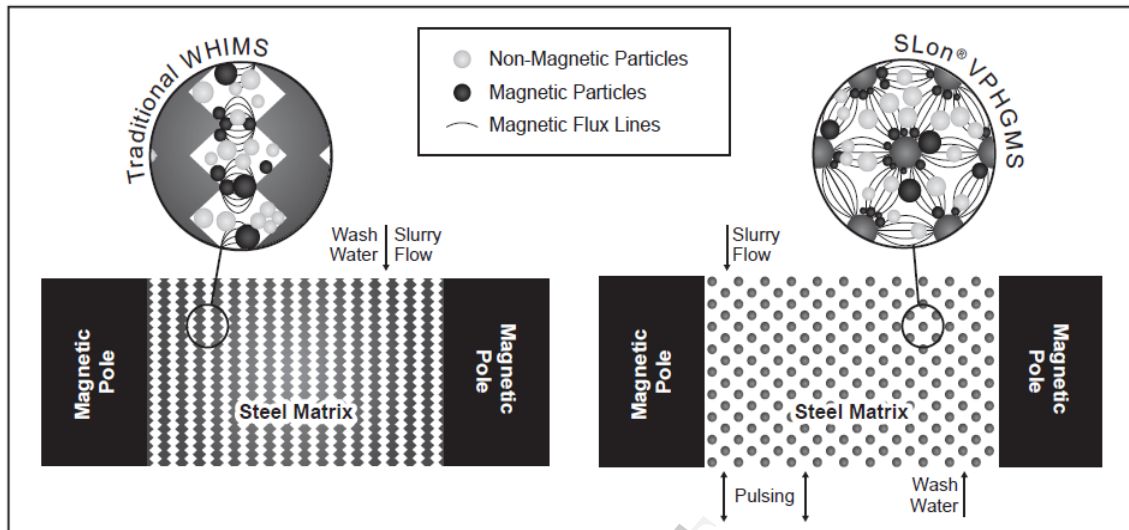 Traditional WHIMS
Non-Magnetic Particles
Magnetic Particles
Magnetic Flux Lines
SLon® VPHGMS
Wash
Water
Slurry
Flow
Slurry
Flow
Magnetic
Pole
Steel Matrix
Magnetic
Pole
Magnetic
Pole
Steel Matrix
Magnetic
Pole
Pulsing
Wash
Water